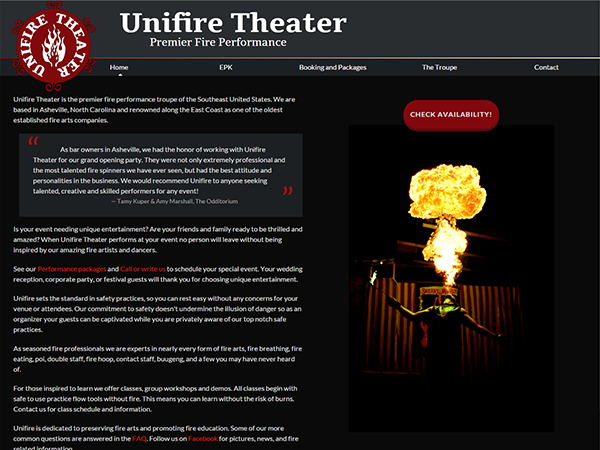 UNIFIRE THEATER
Unifire Theater
Premier Fire Performance
Home
EPK
Booking and Packages
The Troupe
Contact
Unifire Theater is the premier fire performance troupe of the Southeast United States. We are
based in Asheville, North Carolina and renowned along the East Coast as one of the oldest
established fire arts companies.
“
As bar owners in Asheville, we had the honor of working with Unifire
Theater for our grand opening party. They were not only extremely professional and
the most talented fire spinners we have ever seen, but had the best attitude and
personalities in the business. We would recommend Unifire to anyone seeking
talented, creative and skilled performers for any event!
”
— Tamy Kuper & Amy Marshall, The Odditorium
Is your event needing unique entertainment? Are your friends and family ready to be thrilled and
amazed? When Unifire Theater performs at your event no person will leave without being
inspired by our amazing fire artists and dancers.
See our Performance packages and Call or write us to schedule your special event. Your wedding
reception, corporate party, or festival guests will thank you for choosing unique entertainment.
Unifire sets the standard in safety practices, so you can rest easy without any concerns for your
venue or attendees. Our commitment to safety doesn't undermine the illusion of danger so as an
organizer your guests can be captivated while you are privately aware of our top notch safe
practices.
As seasoned fire professionals we are experts in nearly every form of fire arts, fire breathing, fire
eating, poi, double staff, fire hoop, contact staff, buugeng, and a few you may have never heard
of.
For those inspired to learn we offer classes, group workshops and demos. All classes begin with
safe to use practice flow tools without fire. This means you can learn without the risk of burns.
Contact us for class schedule and information.
Unifire is dedicated to preserving fire arts and promoting fire education. Some of our more
common questions are answered in the FAQ. Follow us on Facebook for pictures, news, and fire
related information.
CHECK AVAILABILITY!